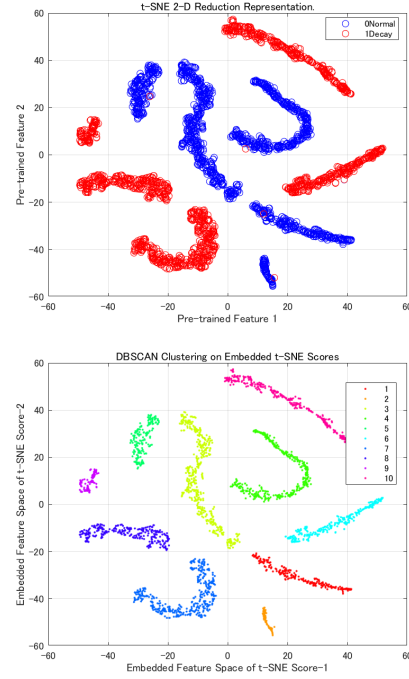 t-SNE 2-D Reduction Representation.
60
40
20
0
-20
-40
-60
Pre-trained Feature 2
0Normal
1Decay
-60 -40 -20 0 20 40 60
Pre-trained Feature 1
DBSCAN Clustering on Embedded t-SNE Scores
60
40
20
0
-20
-40
-60
Embedded Feature Space of t-SNE Score-2
1
2
3
4
5
6
7
8
9
10
-60 -40 -20 0 20 40 60
Embedded Feature Space of t-SNE Score-1